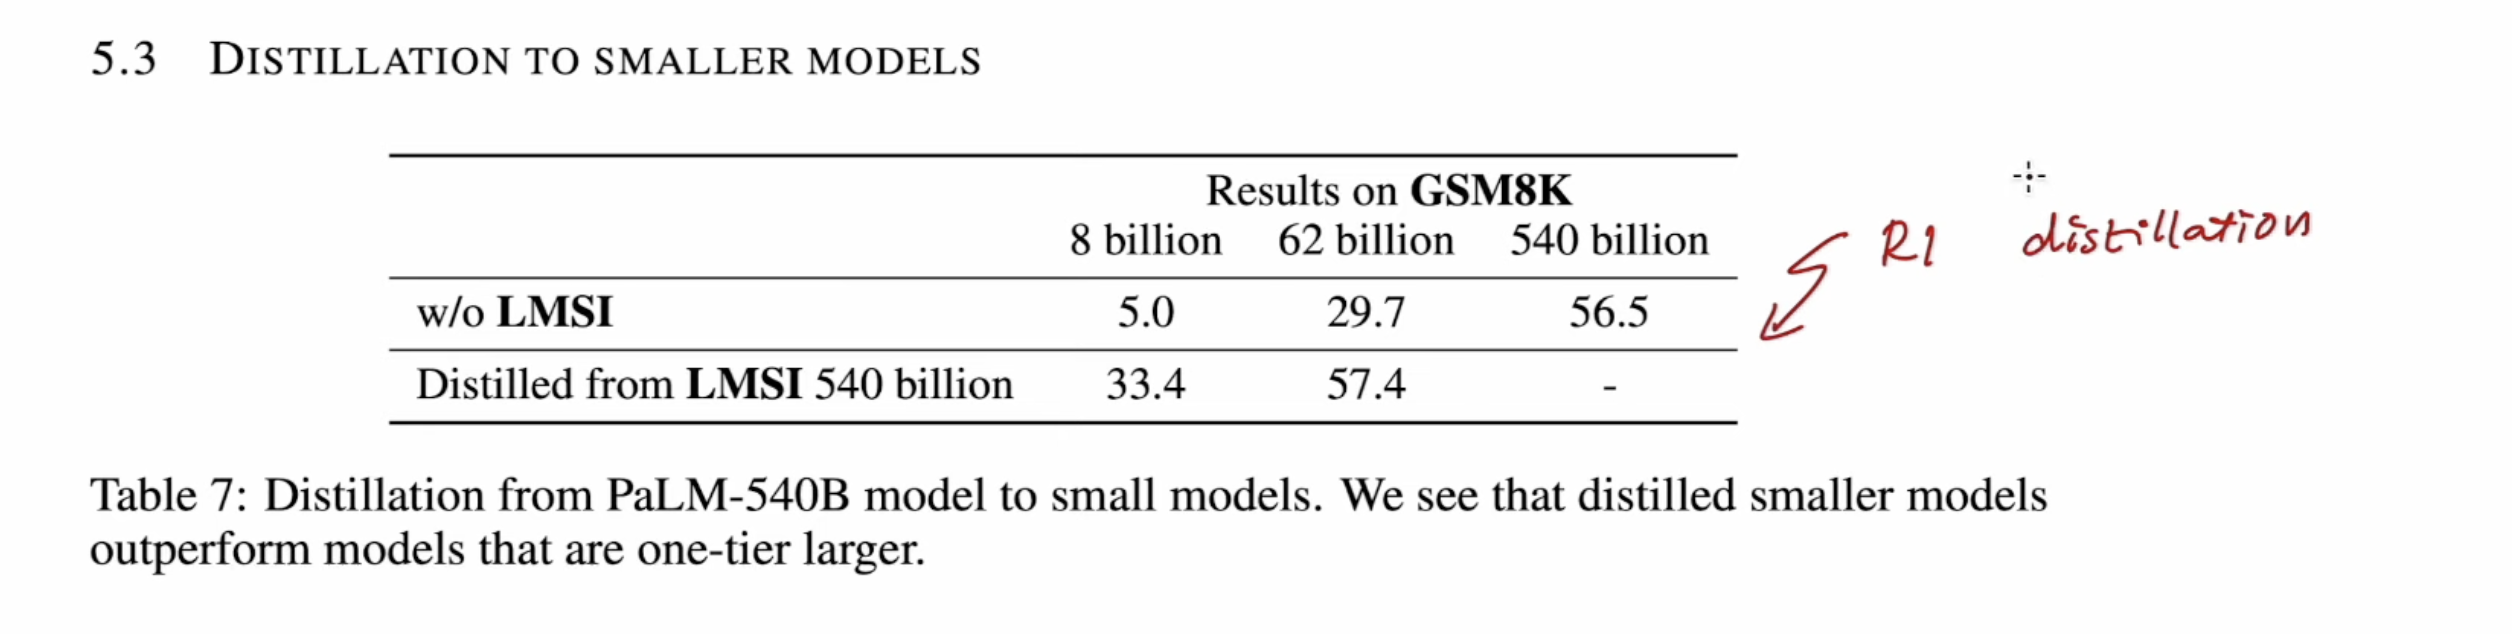 5.3 DISTILLATION TO SMALLER MODELS
Results on GSM8K
8 billion 62 billion 540 billion
w/o LMSI 5.0 29.7 56.5
Distilled from LMSI 540 billion 33.4 57.4 -
R1 distillation
Table 7: Distillation from PaLM-540B model to small models. We see that distilled smaller models
outperform models that are one-tier larger.